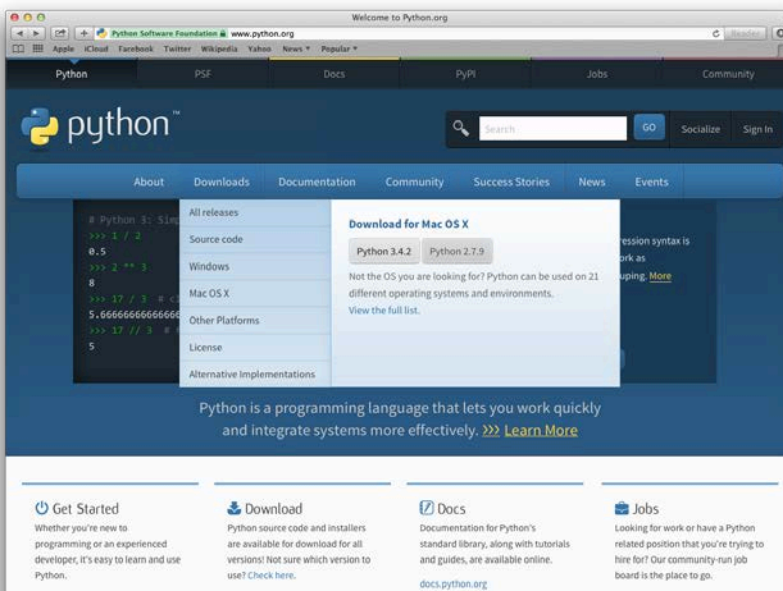 Welcome to Python.org
Python Software Foundation www.python.org
Reader
Apple iCloud Facebook Twitter Wikipedia Yahoo News Popular
Python PSF Docs PyPI Jobs Community
python™
Search GO Socialize Sign In
About Downloads Documentation Community Success Stories News Events
# Python 3: Simp
>>> 1 / 2
0.5
>>> 2 ** 3
8
>>> 17 / 3 # cl
5.66666666666666
>>> 17 // 3 #
5
All releases
Source code
Windows
Mac OS X
Other Platforms
License
Alternative Implementations
Download for Mac OS X
Python 3.4.2 Python 2.7.9
Not the OS you are looking for? Python can be used on 21
different operating systems and environments.
View the full list.
ression syntax is
ork as
uping. More
Python is a programming language that lets you work quickly
and integrate systems more effectively. >>> Learn More
Get Started
Whether you're new to
programming or an experienced
developer, it's easy to learn and use
Python.
Download
Python source code and installers
are available for download for all
versions! Not sure which version to
use? Check here.
Docs
Documentation for Python's
standard library, along with tutorials
and guides, are available online.
docs.python.org
Jobs
Looking for work or have a Python
related position that you're trying to
hire for? Our community-run job
board is the place to go.